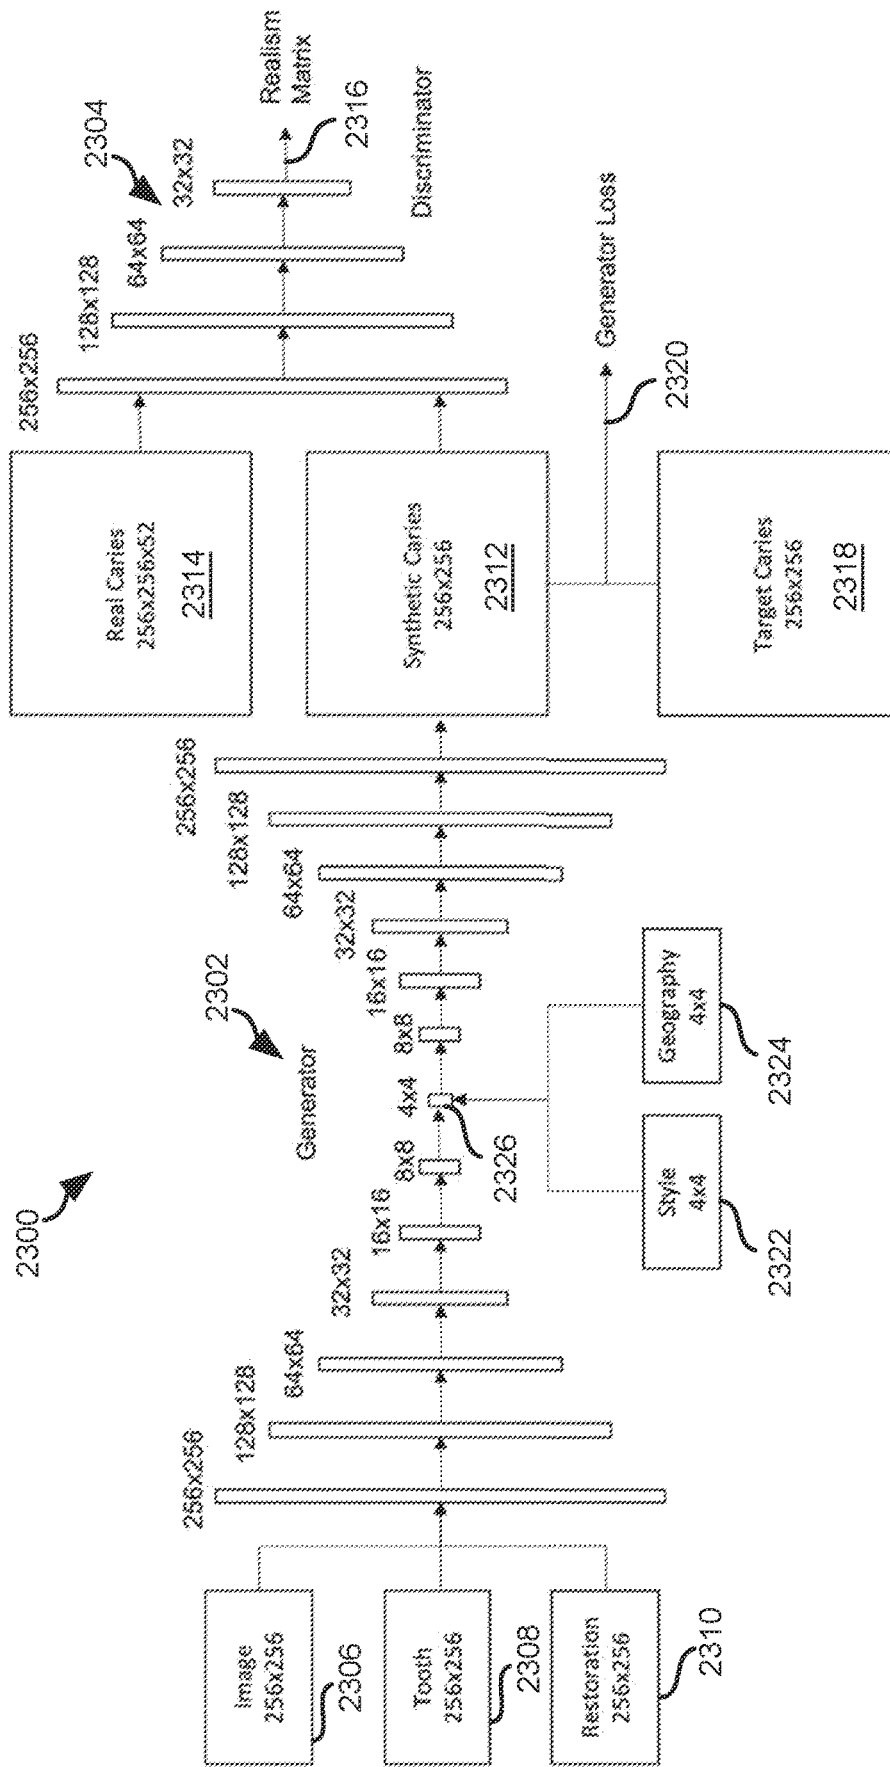 2300
Generator
2302
2304
Image
256x256
2306
Tooth
256x256
2308
Restoration
256x256
2310
256x256
128x128
64x64
32x32
16x16
8x8
4x4
2326
8x8
16x16
32x32
64x64
128x128
256x256
Style
4x4
2322
Geography
4x4
2324
Real Caries
256x256x52
2314
Synthetic Caries
256x256
2312
Target Caries
256x256
2318
256x256
128x128
64x64
32x32
Realism
Matrix
2316
Discriminator
Generator Loss
2320